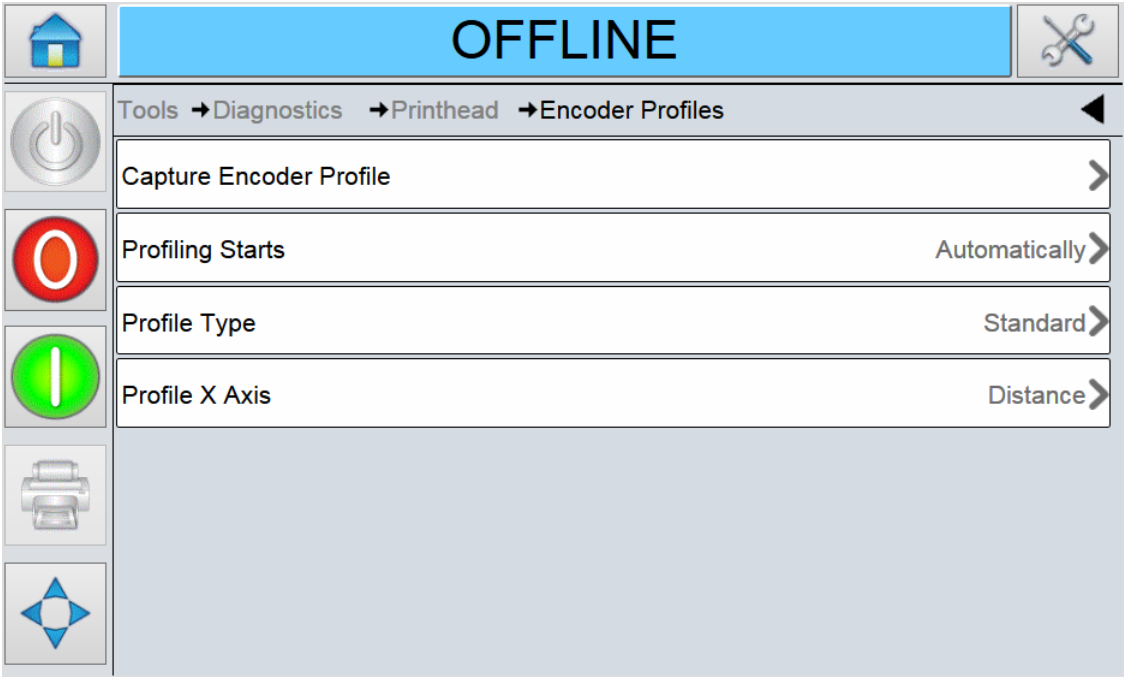 OFFLINE
Tools ➔Diagnostics ➔Printhead ➔Encoder Profiles
Capture Encoder Profile
Profiling Starts Automatically
Profile Type Standard
Profile X Axis Distance